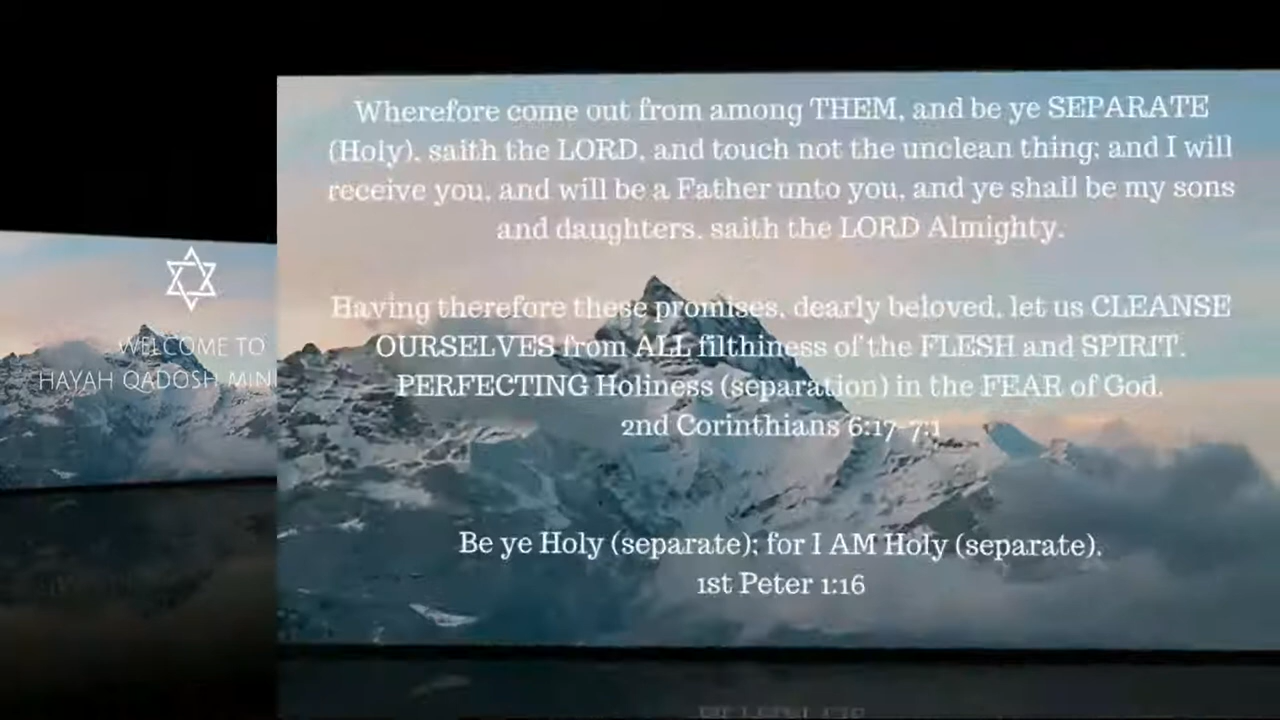 WELCOME TO
HAYAH QADOSH MIN
Wherefore come out from among THEM, and be ye SEPARATE
(Holy), saith the LORD, and touch not the unclean thing; and I will
receive you, and will be a Father unto you, and ye shall be my sons
and daughters, saith the LORD Almighty.
Having therefore these promises, dearly beloved, let us CLEANSE
OURSELVES from ALL filthiness of the FLESH and SPIRIT,
PERFECTING Holiness (separation) in the FEAR of God.
2nd Corinthians 6:17-7:1
Be ye Holy (separate); for I AM Holy (separate).
1st Peter 1:16